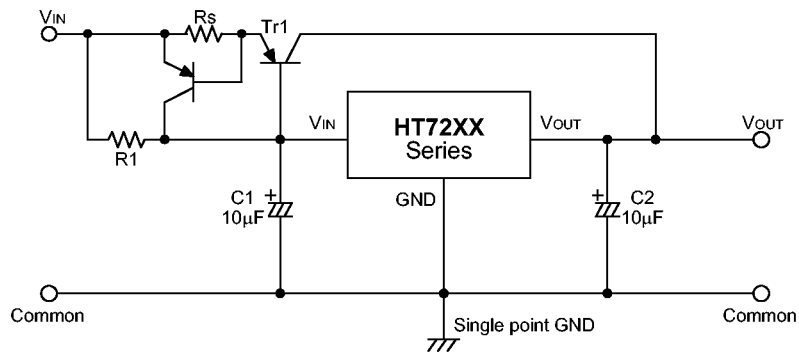 VIN
Rs
Tr1
R1
VIN
HT72XX
Series
VOUT
VOUT
GND
C1
10µF
C2
10µF
Common
Common
Single point GND